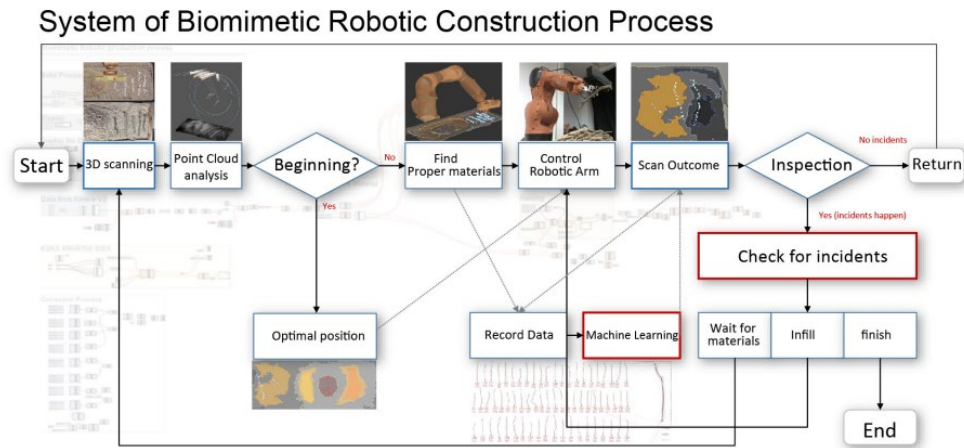 System of Biomimetic Robotic Construction Process
Start
3D scanning
Point Cloud
analysis
Beginning?
No
Yes
Find
Proper materials
Control
Robotic Arm
Scan Outcome
Inspection
No incidents
Return
Yes (incidents happen)
Check for incidents
Optimal position
Record Data
Machine Learning
Wait for
materials
Infill
finish
End